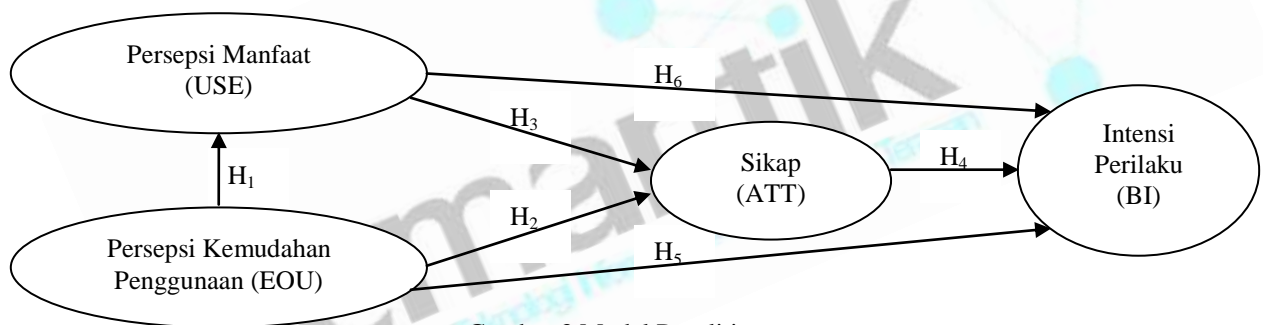 Persepsi Manfaat
(USE)
H₆
H₃
Intensi
Perilaku
(BI)
Sikap
(ATT)
H₄
H₁
H₂
Persepsi Kemudahan
Penggunaan (EOU)
H₅